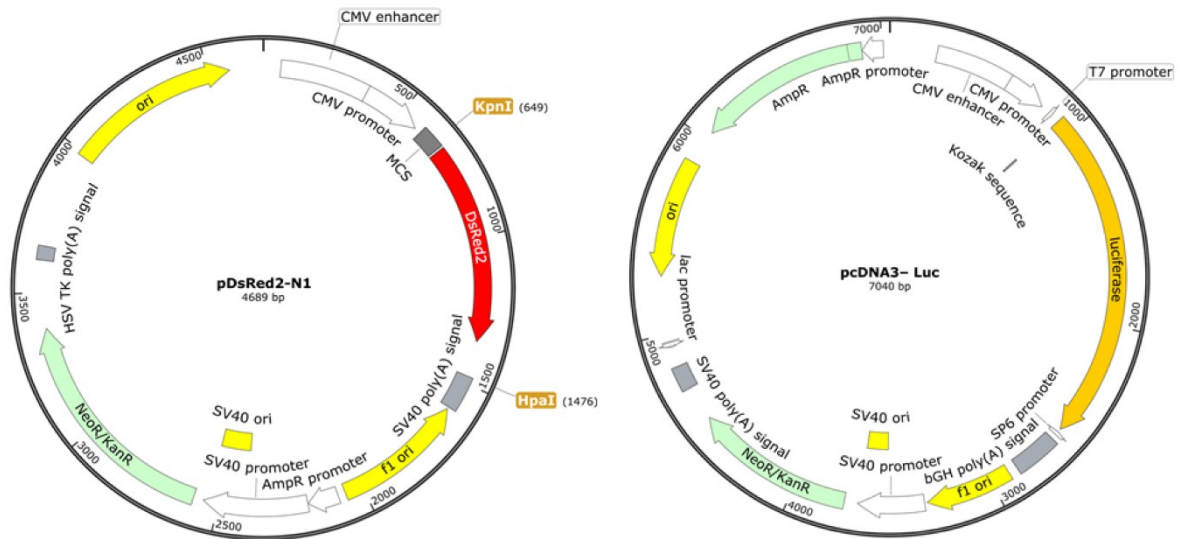 CMV enhancer
4500
500
ori
CMV promoter
KpnI (649)
MCS
4000
1000
DsRed2
HSV TK poly(A) signal
pDsRed2-N1
4689 bp
3500
SV40 poly(A) signal
1500
HpaI (1476)
SV40 ori
NeoR/KanR
SV40 promoter
AmpR promoter
f1 ori
3000
2000
2500
7000
AmpR promoter
T7 promoter
AmpR
CMV enhancer
CMV promoter
1000
6000
Kozak sequence
ori
luciferase
lac promoter
pcDNA3– Luc
7040 bp
2000
5000
SV40 poly(A) signal
SV40 ori
SP6 promoter
NeoR/KanR
SV40 promoter
bGH poly(A) signal
f1 ori
3000
4000